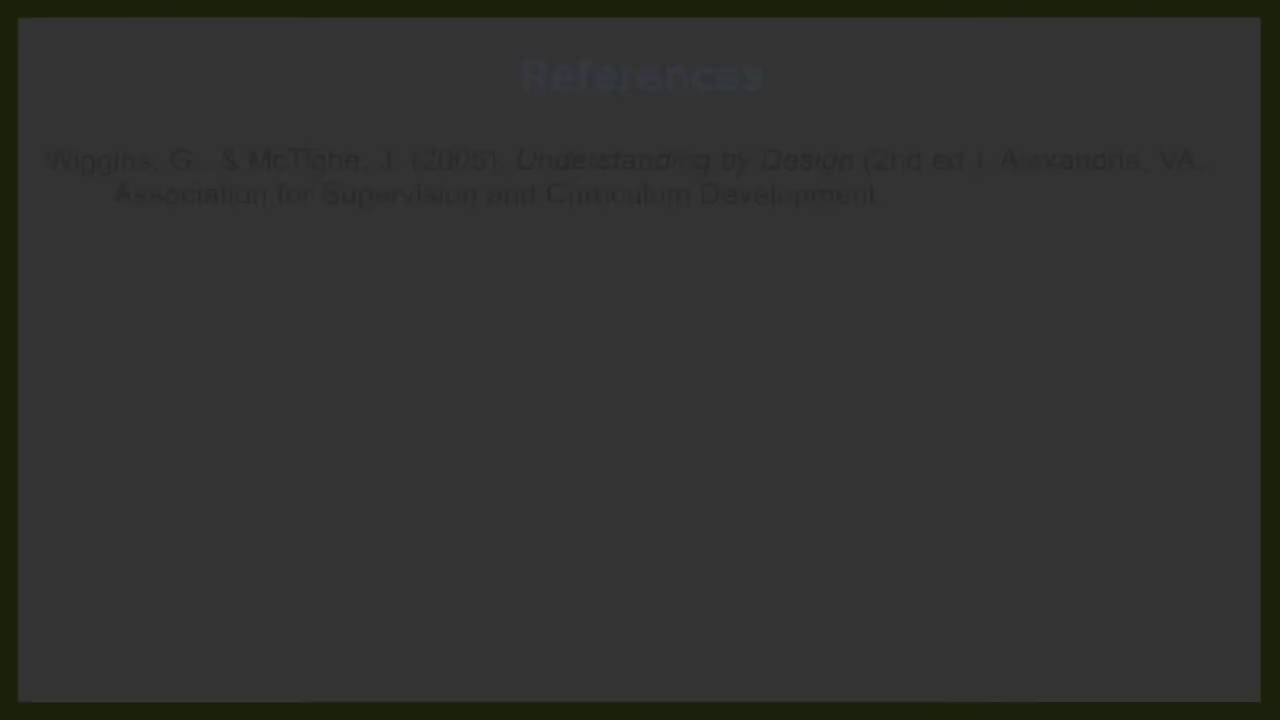 References
Wiggins, G., & McTighe, J. (2005). Understanding by Design (2nd ed.). Alexandria, VA:
Association for Supervision and Curriculum Development.